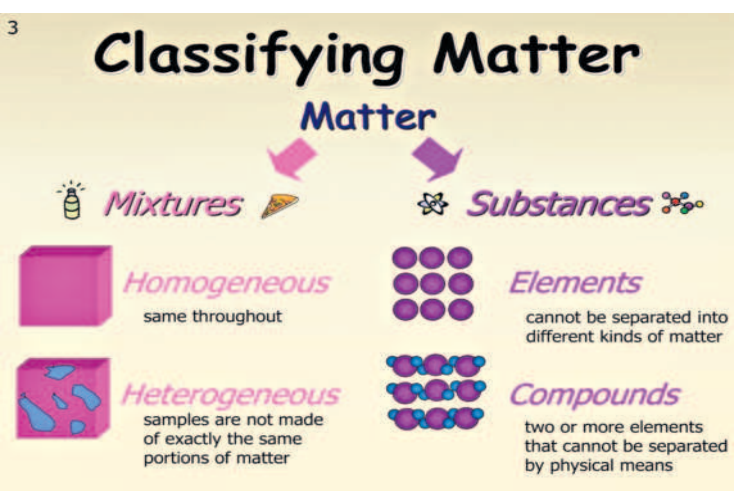 3
Classifying Matter
Matter
Mixtures
Substances
Homogeneous
same throughout
Elements
cannot be separated into
different kinds of matter
Heterogeneous
samples are not made
of exactly the same
portions of matter
Compounds
two or more elements
that cannot be separated
by physical means